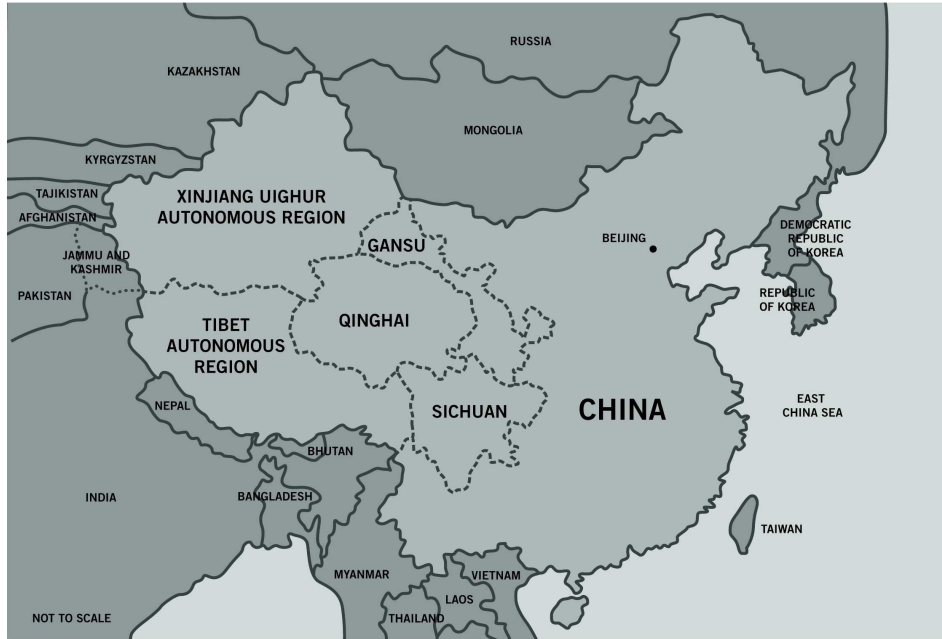 RUSSIA
KAZAKHSTAN
MONGOLIA
KYRGYZSTAN
TAJIKISTAN
AFGHANISTAN
XINJIANG UIGHUR
AUTONOMOUS REGION
GANSU
BEIJING
DEMOCRATIC
REPUBLIC
OF KOREA
JAMMU AND
KASHMIR
PAKISTAN
REPUBLIC
OF KOREA
TIBET
AUTONOMOUS
REGION
QINGHAI
NEPAL
SICHUAN
CHINA
EAST
CHINA SEA
BHUTAN
INDIA
BANGLADESH
TAIWAN
MYANMAR
VIETNAM
LAOS
THAILAND
NOT TO SCALE